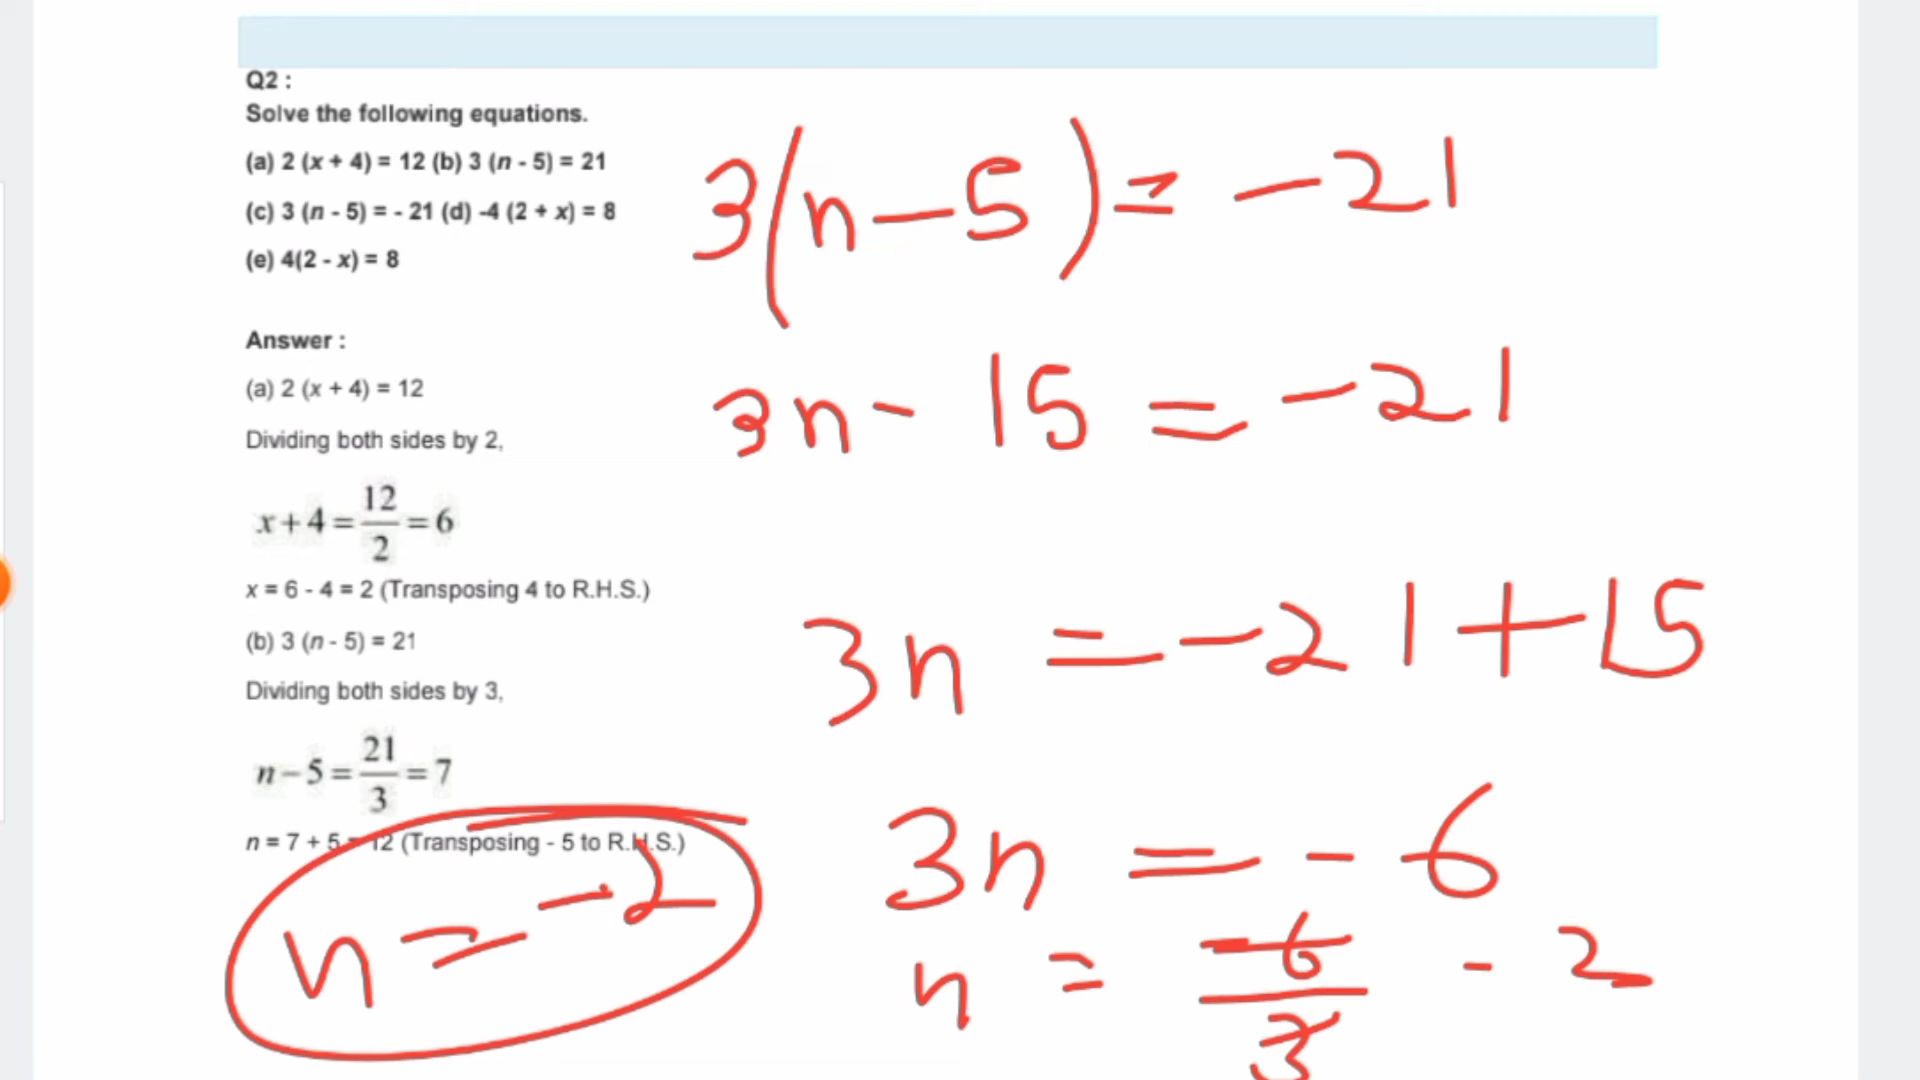 Q2 :
Solve the following equations.
(a) 2 (x + 4) = 12 (b) 3 (n - 5) = 21
(c) 3 (n - 5) = - 21 (d) -4 (2 + x) = 8
(e) 4(2 - x) = 8
Answer :
(a) 2 (x + 4) = 12
Dividing both sides by 2,
x + 4 = 12/2 = 6
x = 6 - 4 = 2 (Transposing 4 to R.H.S.)
(b) 3 (n - 5) = 21
Dividing both sides by 3,
n - 5 = 21/3 = 7
n = 7 + 5 = 12 (Transposing - 5 to R.H.S.)
n = -2
3(n-5) = -21
3n - 15 = -21
3n = -21+15
3n = -6
n = -6/3 -2